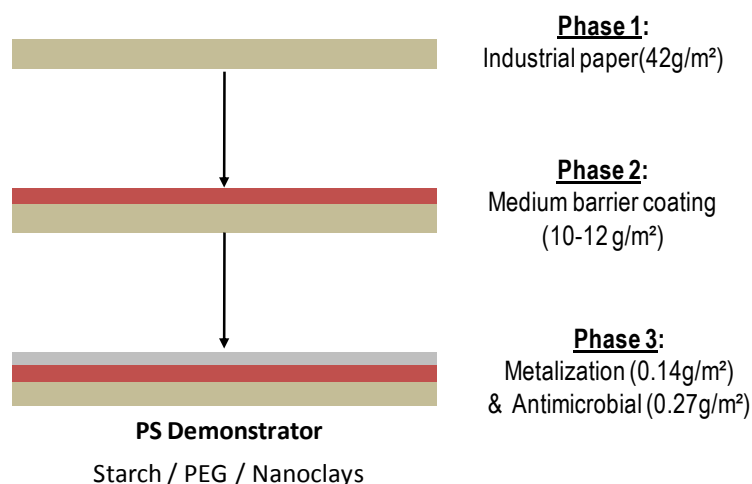 Phase 1:
Industrial paper(42g/m²)
Phase 2:
Medium barrier coating
(10-12 g/m²)
Phase 3:
Metalization (0.14g/m²)
& Antimicrobial (0.27g/m²)
PS Demonstrator
Starch / PEG / Nanoclays